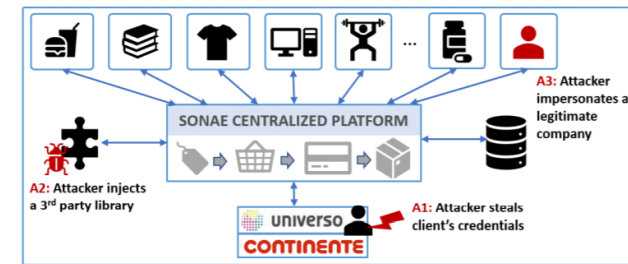 ...
A3: Attacker
impersonates a
legitimate
company
SONAE CENTRALIZED PLATFORM
A2: Attacker injects
a 3rd party library
universo
CONTINENTE
A1: Attacker steals
client's credentials